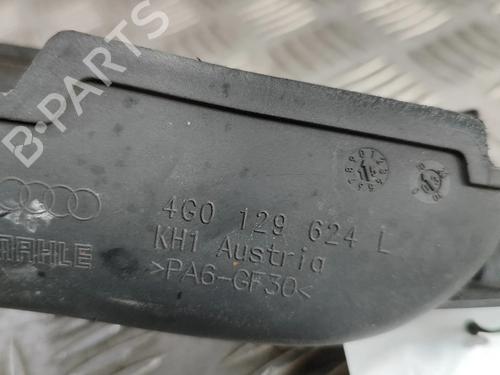 B-PARTS
4G0 129 624 L
MAHLE
KH1 Austria
>PA6-GF30<